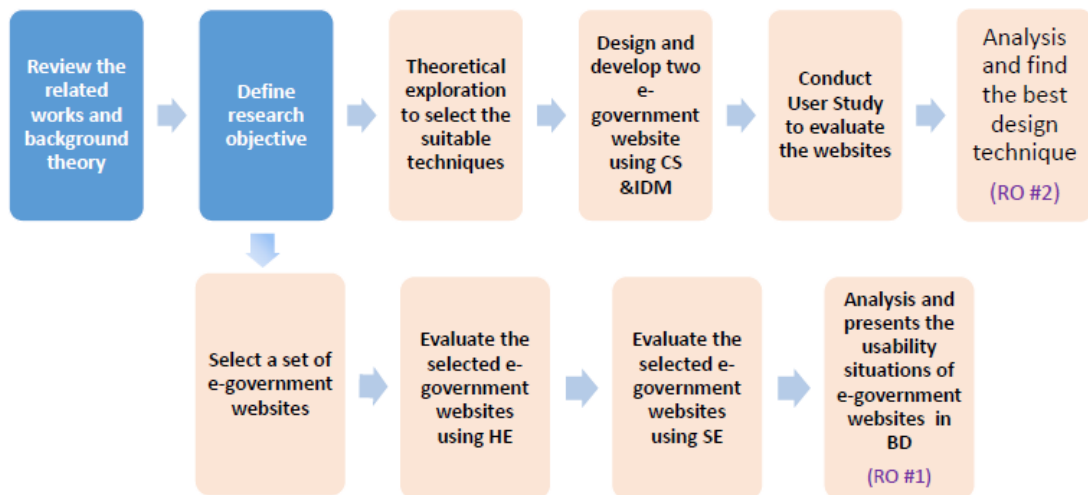 Review the
related works and
background
theory
Define
research
objective
Theoretical
exploration
to select the
suitable
techniques
Design and
develop two
e-
government
website
using CS
&IDM
Conduct
User Study
to evaluate
the websites
Analysis
and find
the best
design
technique
(RO #2)
Select a set of
e-government
websites
Evaluate the
selected e-
government
websites
using HE
Evaluate the
selected e-
government
websites
using SE
Analysis and
presents the
usability
situations of
e-government
websites in
BD
(RO #1)